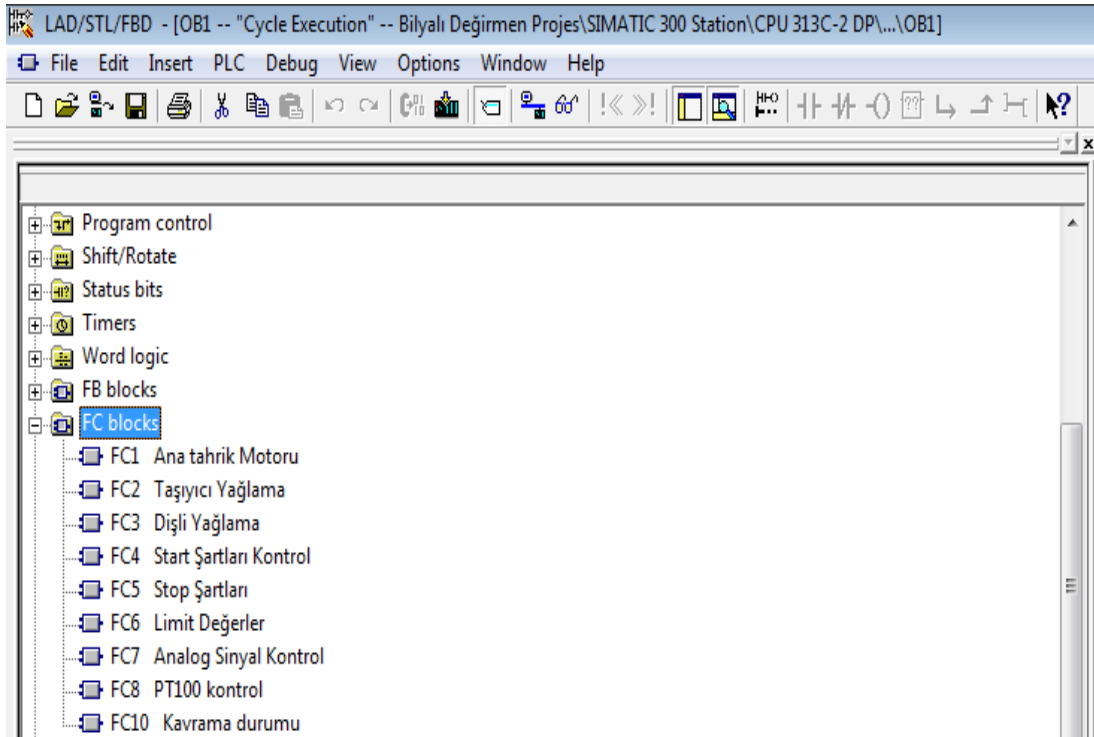 LAD/STL/FBD - [OB1 -- "Cycle Execution" -- Bilyalı Değirmen Projes\SIMATIC 300 Station\CPU 313C-2 DP\...\OB1]
File Edit Insert PLC Debug View Options Window Help
Program control
Shift/Rotate
Status bits
Timers
Word logic
FB blocks
FC blocks
FC1 Ana tahrik Motoru
FC2 Taşıyıcı Yağlama
FC3 Dişli Yağlama
FC4 Start Şartları Kontrol
FC5 Stop Şartları
FC6 Limit Değerler
FC7 Analog Sinyal Kontrol
FC8 PT100 kontrol
FC10 Kavrama durumu